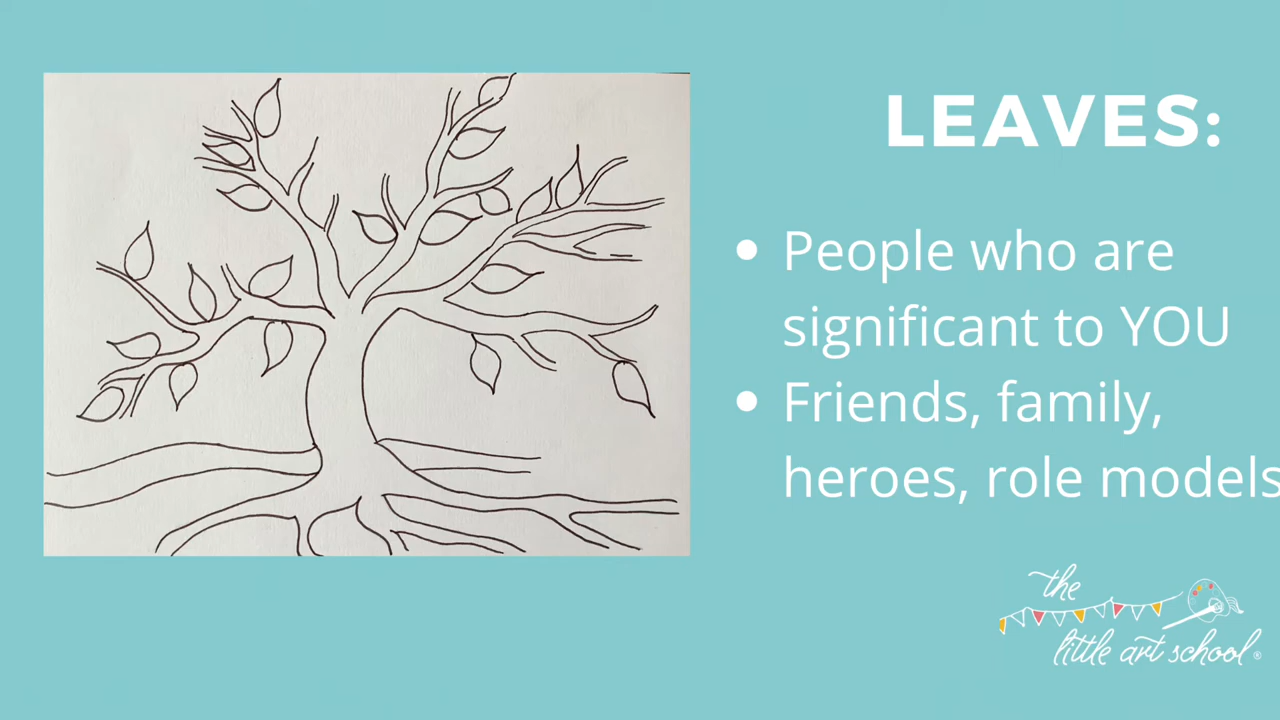 LEAVES:
• People who are
significant to YOU
• Friends, family,
heroes, role models
the
little art school®